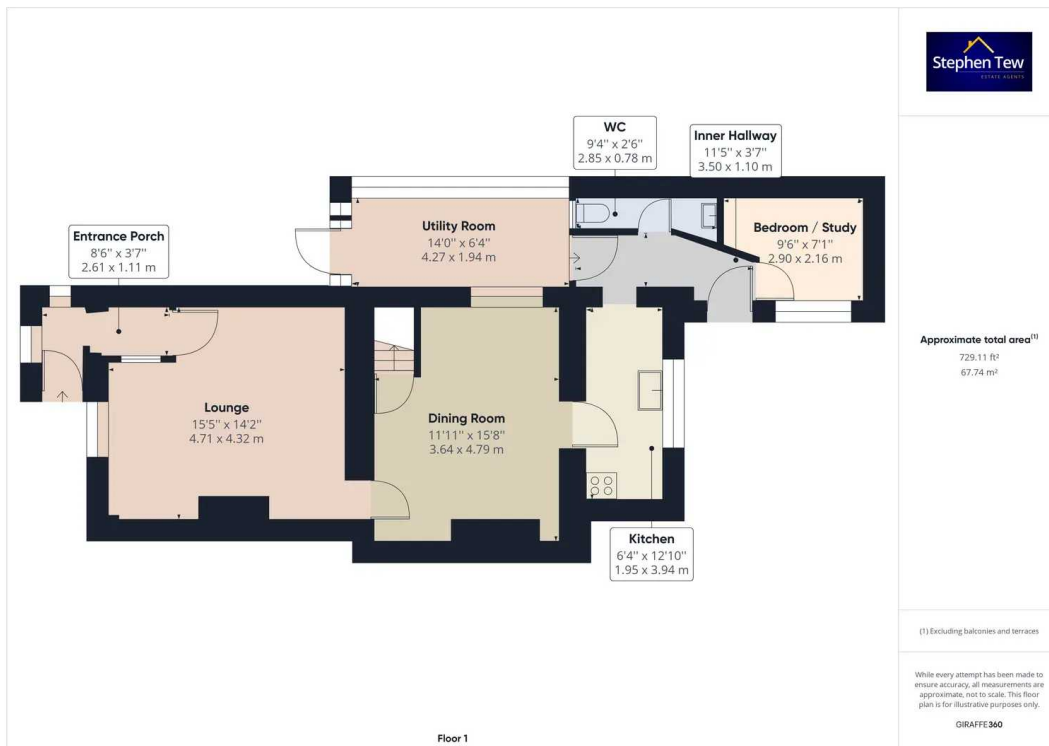 Stephen Tew
ESTATE AGENTS
WC
9'4" x 2'6"
2.85 x 0.78 m
Inner Hallway
11'5" x 3'7"
3.50 x 1.10 m
Entrance Porch
8'6" x 3'7"
2.61 x 1.11 m
Utility Room
14'0" x 6'4"
4.27 x 1.94 m
Bedroom / Study
9'6" x 7'1"
2.90 x 2.16 m
Lounge
15'5" x 14'2"
4.71 x 4.32 m
Dining Room
11'11" x 15'8"
3.64 x 4.79 m
Kitchen
6'4" x 12'10"
1.95 x 3.94 m
Floor 1
Approximate total area(1)
729.11 ft²
67.74 m²
(1) Excluding balconies and terraces
While every attempt has been made to
ensure accuracy, all measurements are
approximate, not to scale. This floor
plan is for illustrative purposes only.
GIRAFFE360